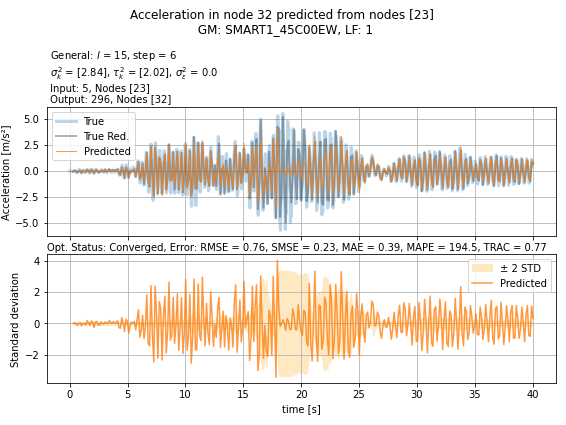 Acceleration in node 32 predicted from nodes [23]
GM: SMART1_45C00EW, LF: 1
General: l = 15, step = 6
σ²ₖ = [2.84], τ²ₖ = [2.02], σ²ε = 0.0
Input: 5, Nodes [23]
Output: 296, Nodes [32]
Acceleration [m/s²]
5.0
2.5
0.0
−2.5
−5.0
True
True Red.
Predicted
Opt. Status: Converged, Error: RMSE = 0.76, SMSE = 0.23, MAE = 0.39, MAPE = 194.5, TRAC = 0.77
Standard deviation
4
2
0
−2
± 2 STD
Predicted
0 5 10 15 20 25 30 35 40
time [s]